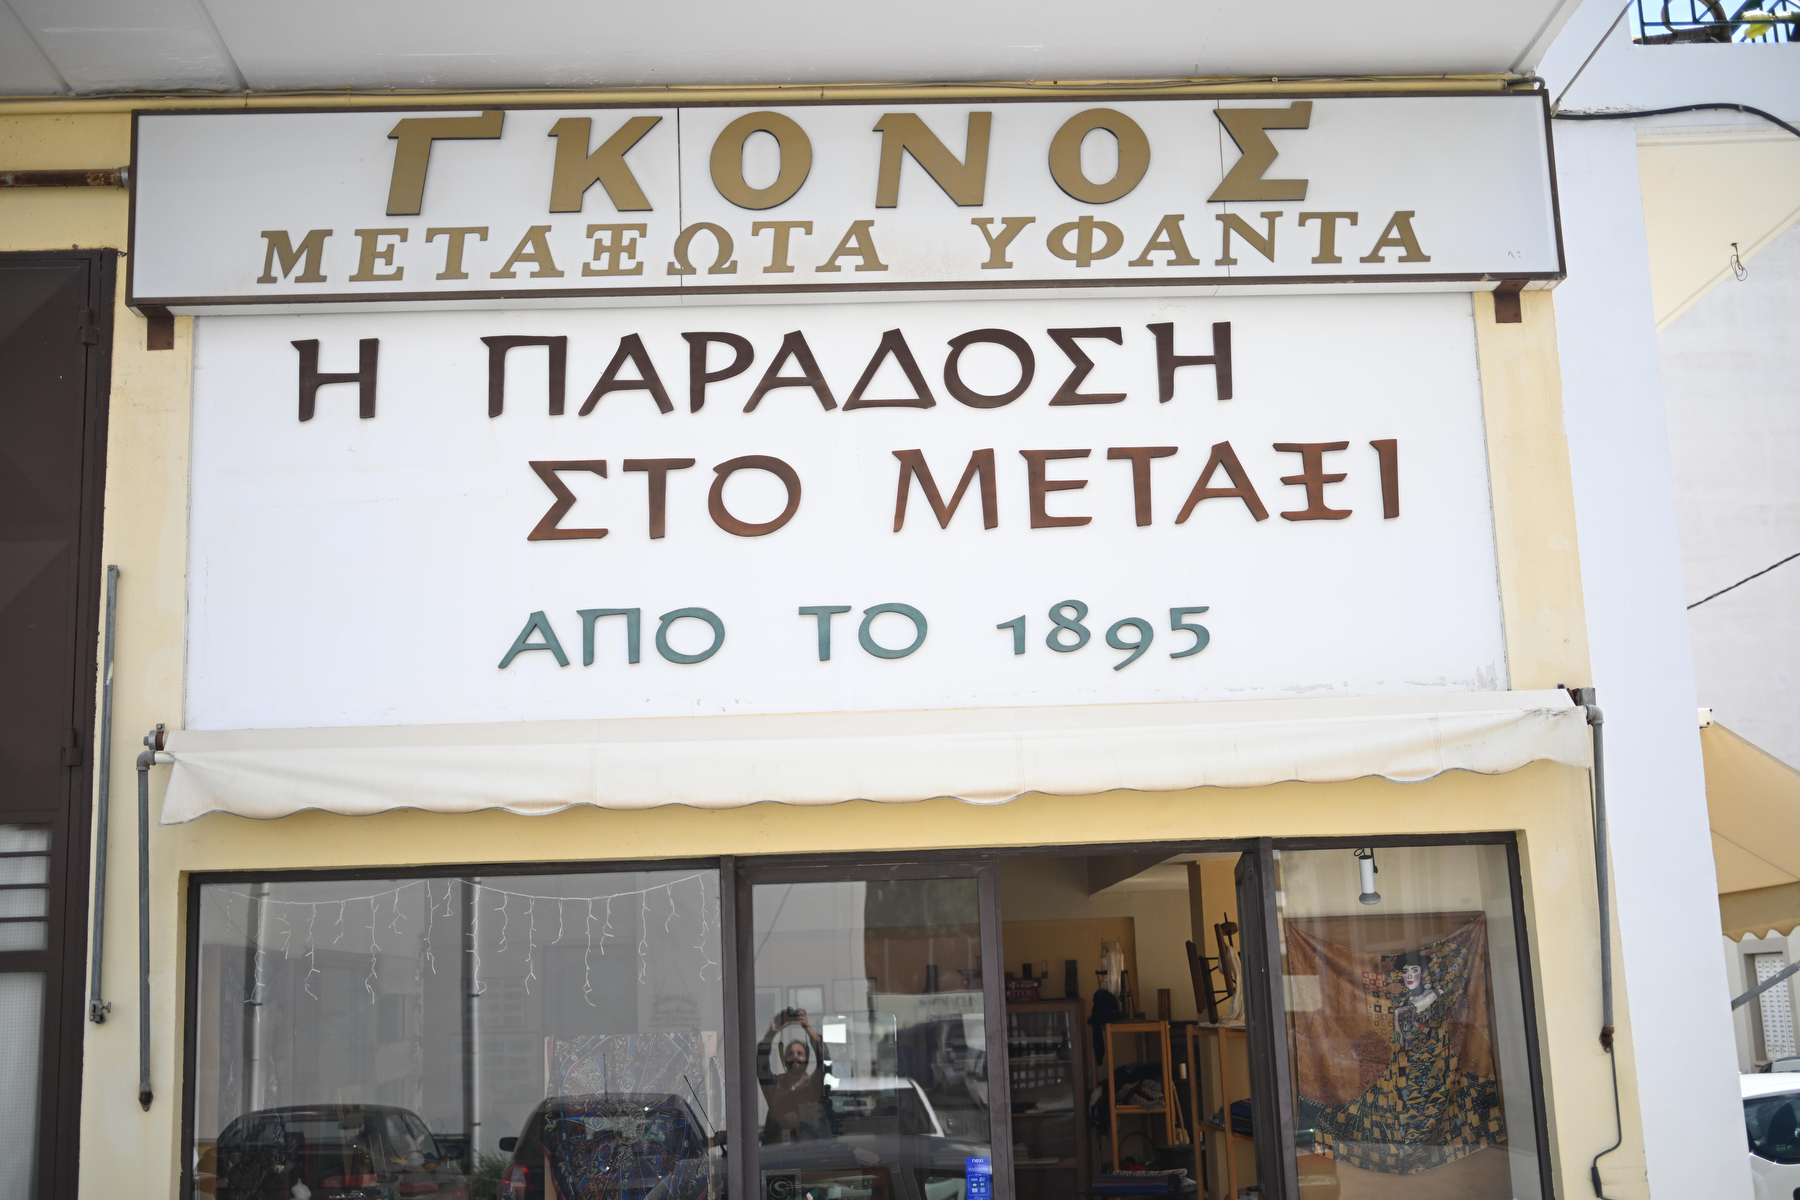 ΓΚΟΝΟΣ
ΜΕΤΑΞΩΤΑ ΥΦΑΝΤΑ
Η ΠΑΡΑΔΟΣΗ
ΣΤΟ ΜΕΤΑΞΙ
ΑΠΟ ΤΟ 1895